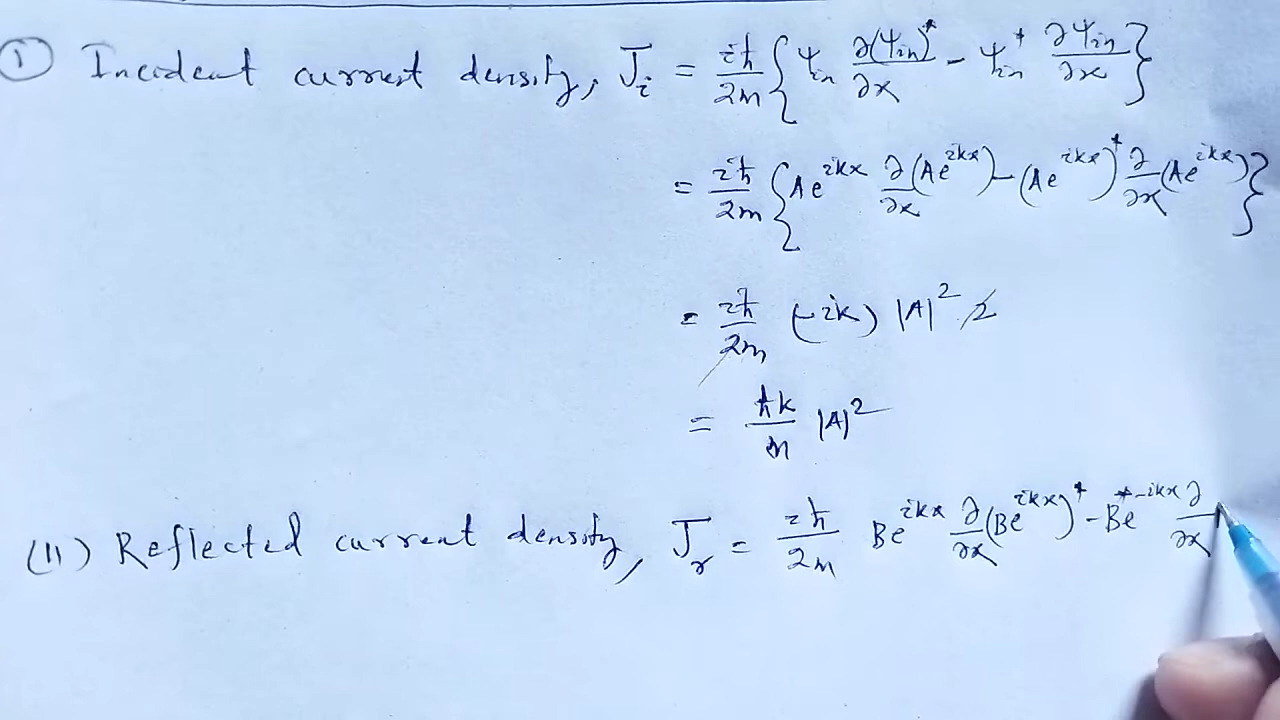 ① Incident current density, J_i = iħ/2m { ψ_in ∂(ψ_in)*/∂x - ψ_in* ∂ψ_in/∂x }
= iħ/2m { Ae^{ikx} ∂/∂x (Ae^{ikx}) - (Ae^{ikx})* ∂/∂x (Ae^{ikx}) }
= iħ/2m (-ik) |A|² 2
= ħk/m |A|²
(II) Reflected current density, J_r = iħ/2m Be^{ikx} ∂/∂x (Be^{ikx})* - B*e^{-ikx} ∂/∂x